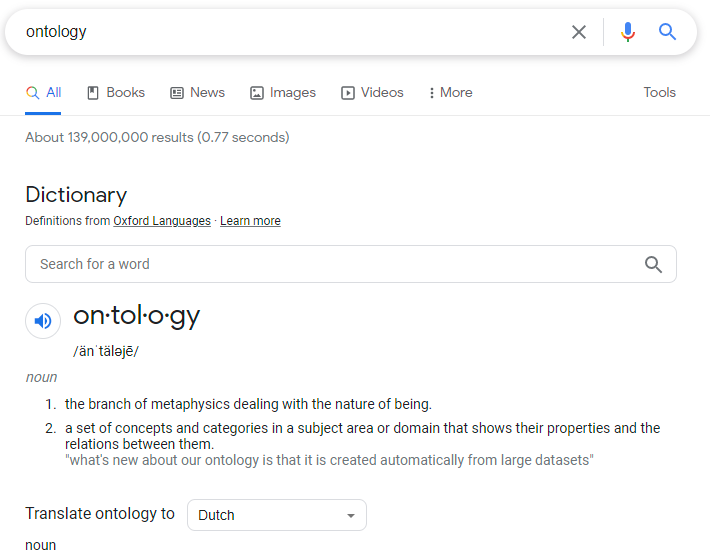 ontology
All Books News Images Videos More Tools
About 139,000,000 results (0.77 seconds)
Dictionary
Definitions from Oxford Languages · Learn more
Search for a word
on·tol·o·gy
/änˈtäləjē/
noun
1. the branch of metaphysics dealing with the nature of being.
2. a set of concepts and categories in a subject area or domain that shows their properties and the
relations between them.
"what's new about our ontology is that it is created automatically from large datasets"
Translate ontology to Dutch
noun